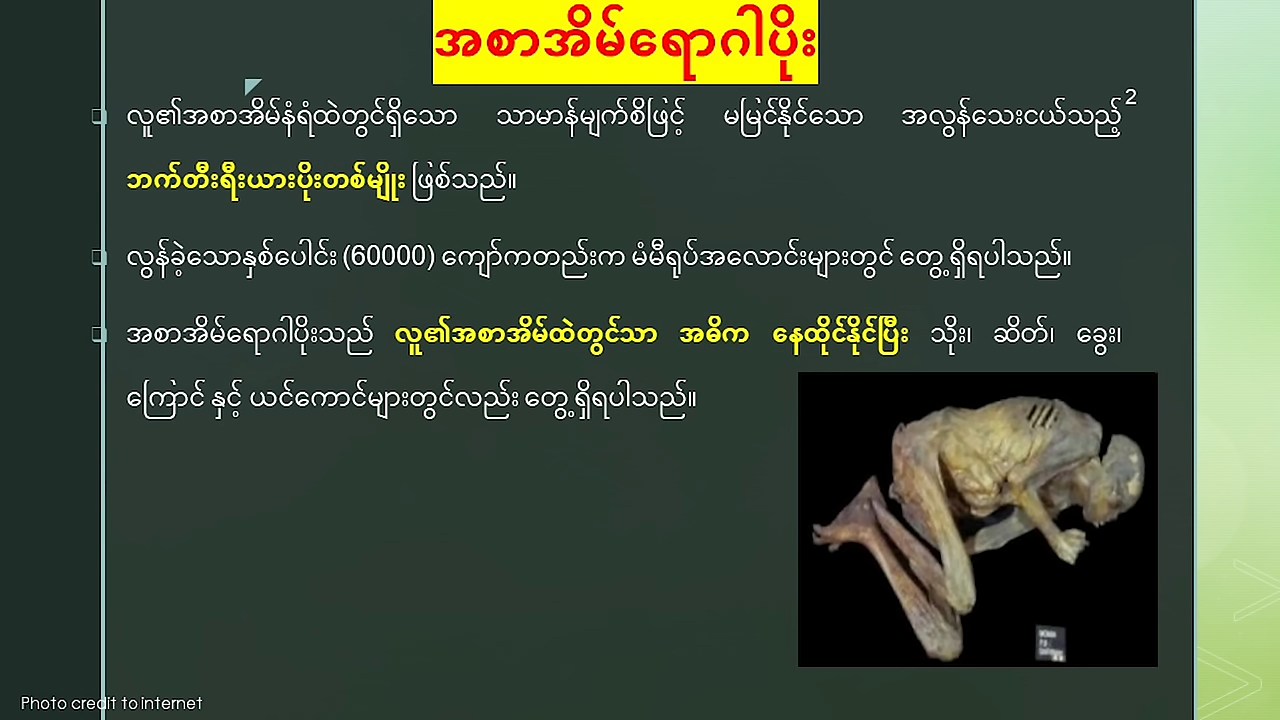 အစာအိမ်ရောဂါပိုး
2
လူ၏အစာအိမ်နံရံထဲတွင်ရှိသော သာမာန်မျက်စိဖြင့် မမြင်နိုင်သော အလွန်သေးငယ်သည့်
ဘက်တီးရီးယားပိုးတစ်မျိုး ဖြစ်သည်။
လွန်ခဲ့သောနှစ်ပေါင်း (60000) ကျော်ကတည်းက မံမီရုပ်အလောင်းများတွင် တွေ့ရှိရပါသည်။
အစာအိမ်ရောဂါပိုးသည် လူ၏အစာအိမ်ထဲတွင်သာ အဓိက နေထိုင်နိုင်ပြီး သိုး၊ ဆိတ်၊ ခွေး၊
ကြောင် နှင့် ယင်ကောင်များတွင်လည်း တွေ့ရှိရပါသည်။
Photo credit to internet